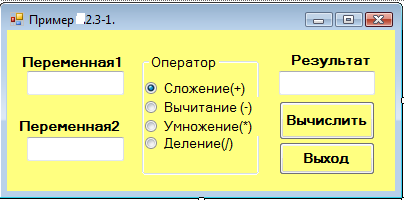 Пример 2.3-1.
Переменная1
Переменная2
Оператор
Сложение(+)
Вычитание (-)
Умножение(*)
Деление(/)
Результат
Вычислить
Выход